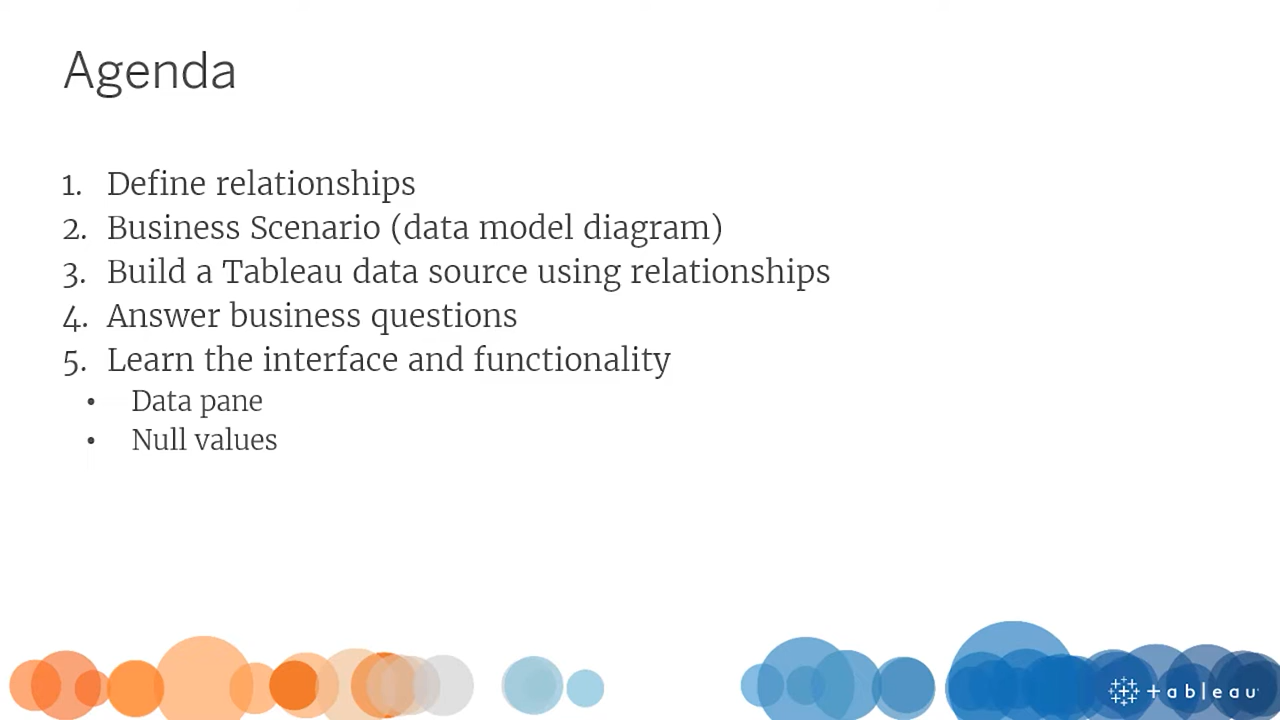 Agenda
1. Define relationships
2. Business Scenario (data model diagram)
3. Build a Tableau data source using relationships
4. Answer business questions
5. Learn the interface and functionality
• Data pane
• Null values
tableau